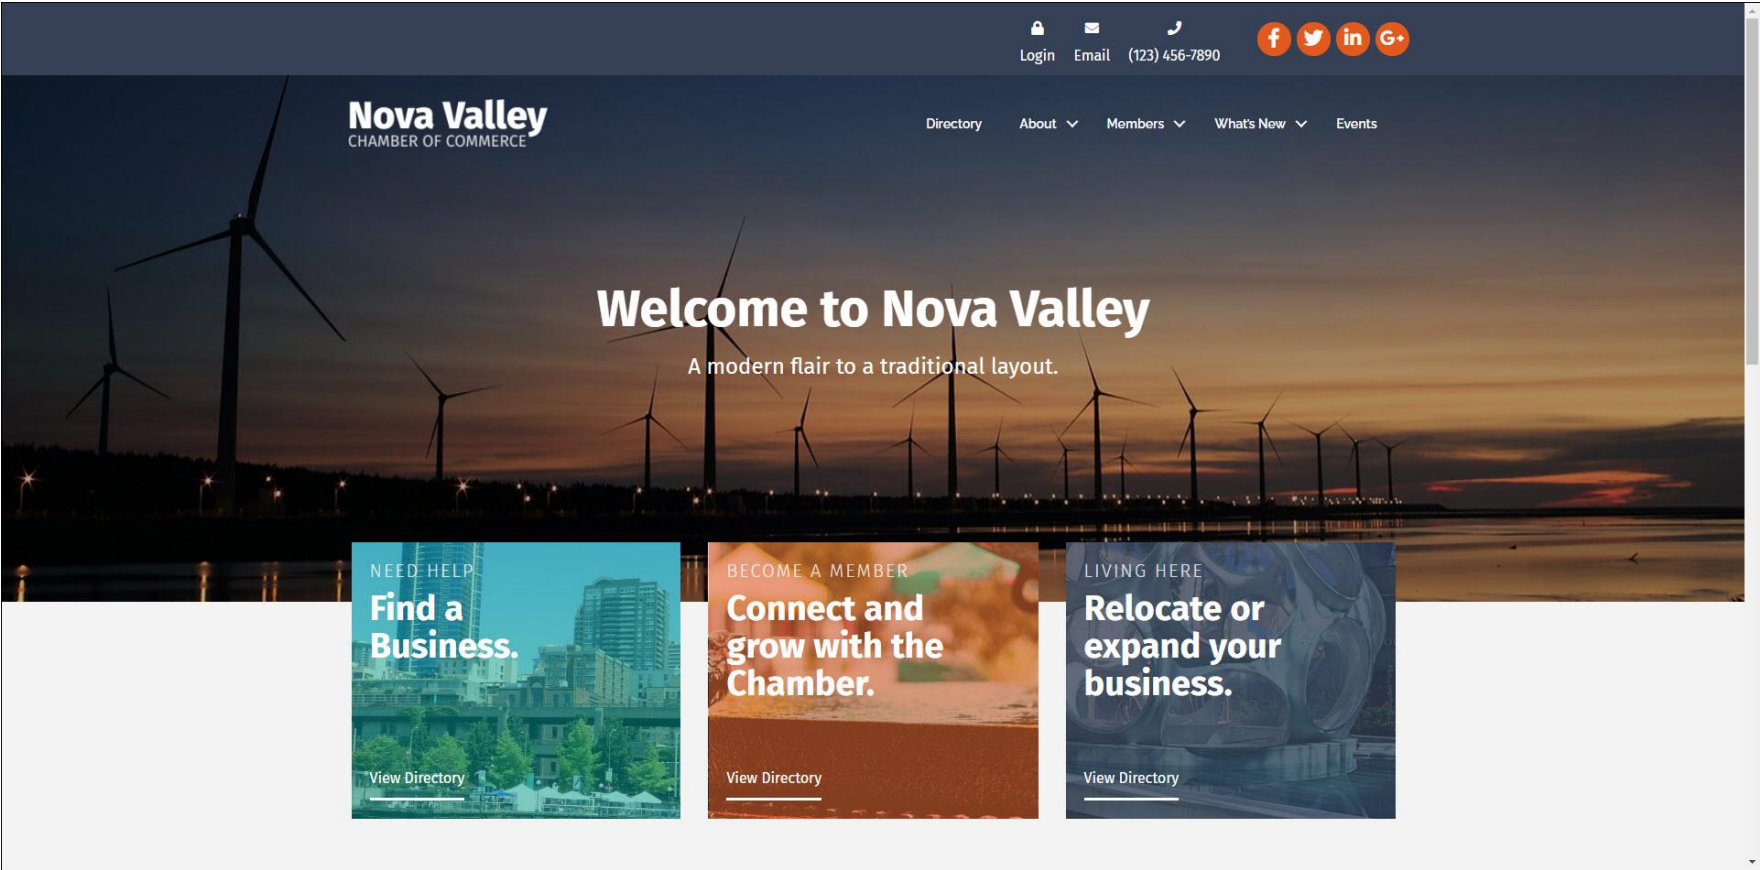 Login Email (123) 456-7890
Nova Valley
CHAMBER OF COMMERCE
Directory About Members What's New Events
Welcome to Nova Valley
A modern flair to a traditional layout.
NEED HELP
Find a
Business.
View Directory
BECOME A MEMBER
Connect and
grow with the
Chamber.
View Directory
LIVING HERE
Relocate or
expand your
business.
View Directory